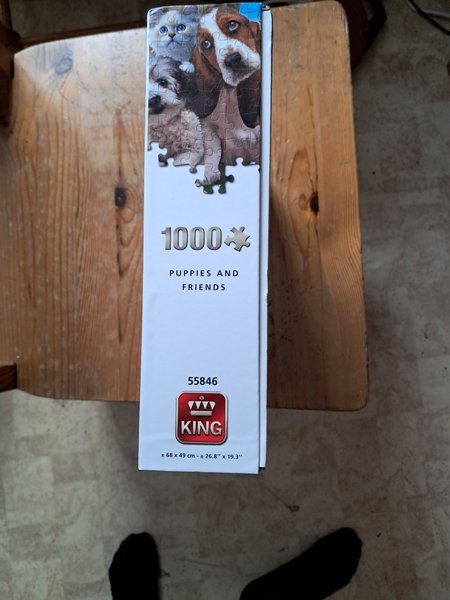 1000
PUPPIES AND
FRIENDS
55846
KING
± 68 x 49 cm - ± 26.8'' x 19.3''